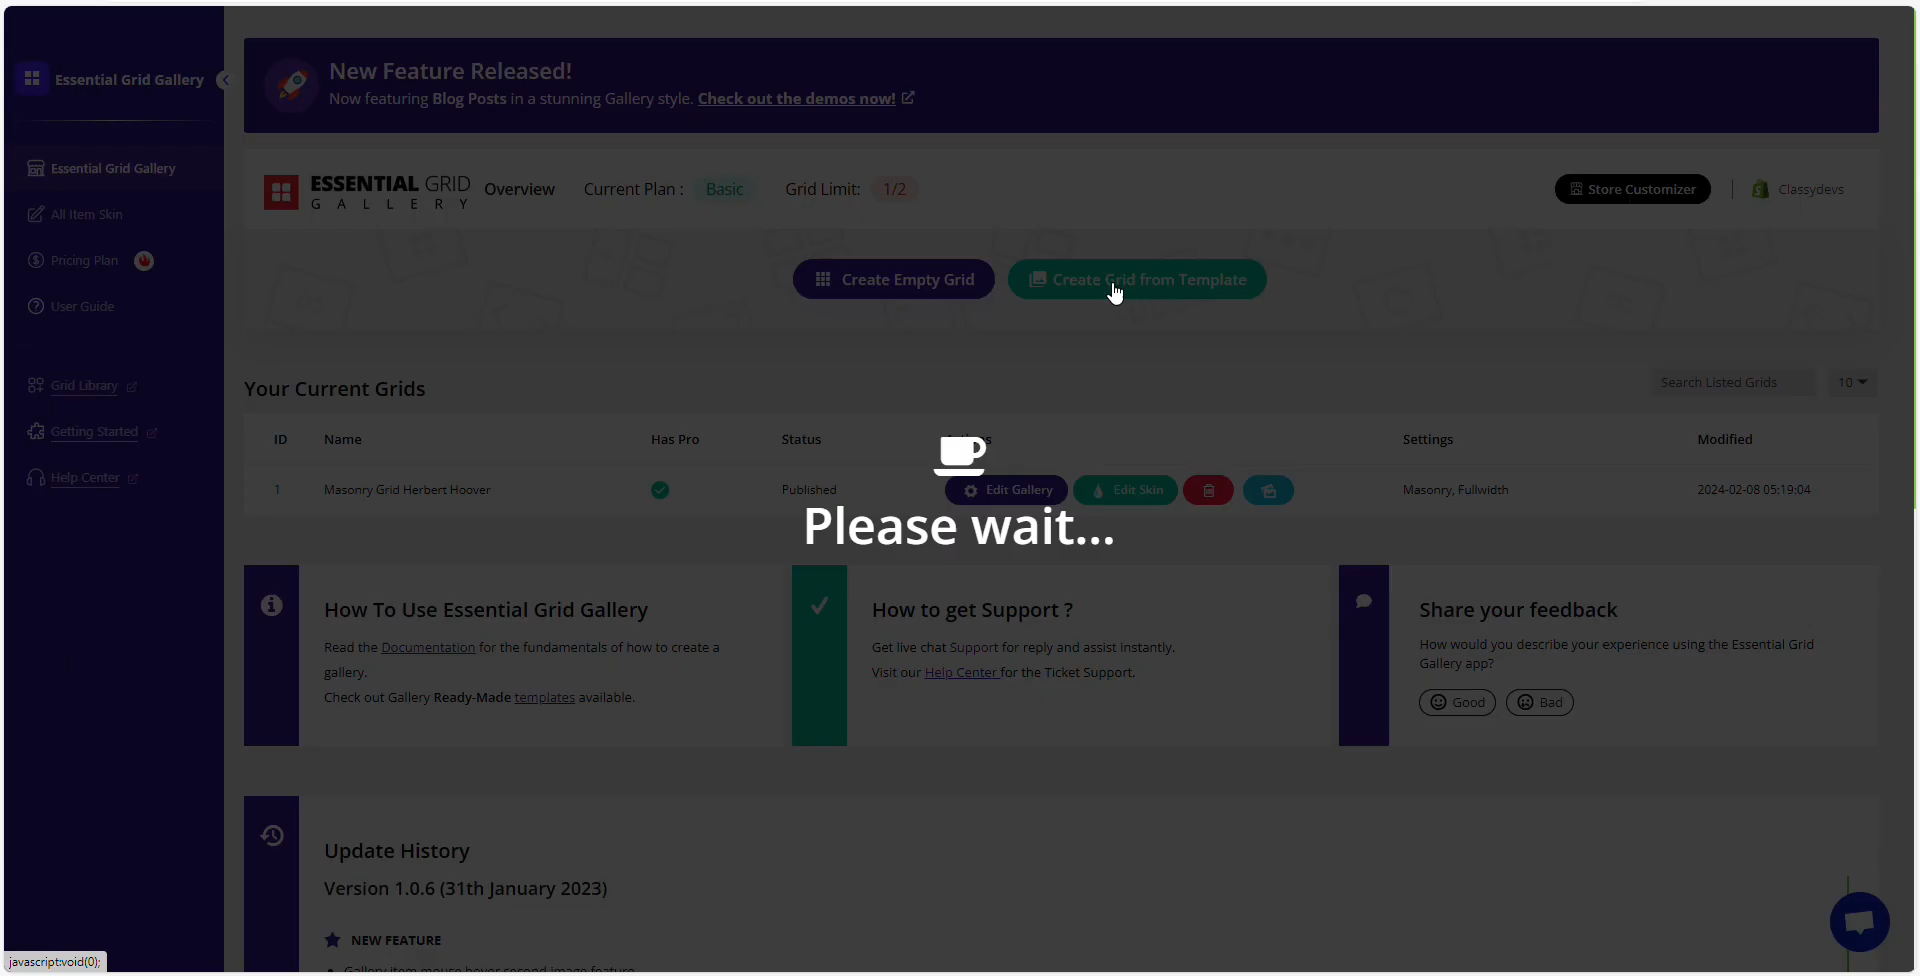 Essential Grid Gallery
Essential Grid Gallery
All Item Skin
Pricing Plan
User Guide
Grid Library
Getting Started
Help Center
New Feature Released!
Now featuring Blog Posts in a stunning Gallery style. Check out the demos now!
ESSENTIAL GRID
GALLERY
Overview
Current Plan : Basic
Grid Limit: 1/2
Store Customizer
Classydevs
Create Empty Grid
Create Grid from Template
Your Current Grids
Search Listed Grids
10
ID Name Has Pro Status Settings Modified
1 Masonry Grid Herbert Hoover Published Edit Gallery Edit Skin Masonry, Fullwidth 2024-02-08 05:19:04
Please wait...
How To Use Essential Grid Gallery
Read the Documentation for the fundamentals of how to create a
gallery.
Check out Gallery Ready-Made templates available.
How to get Support ?
Get live chat Support for reply and assist instantly.
Visit our Help Center for the Ticket Support.
Share your feedback
How would you describe your experience using the Essential Grid
Gallery app?
Good
Bad
Update History
Version 1.0.6 (31th January 2023)
NEW FEATURE
Gallery item mouse hover second image feature
javascript:void(0);